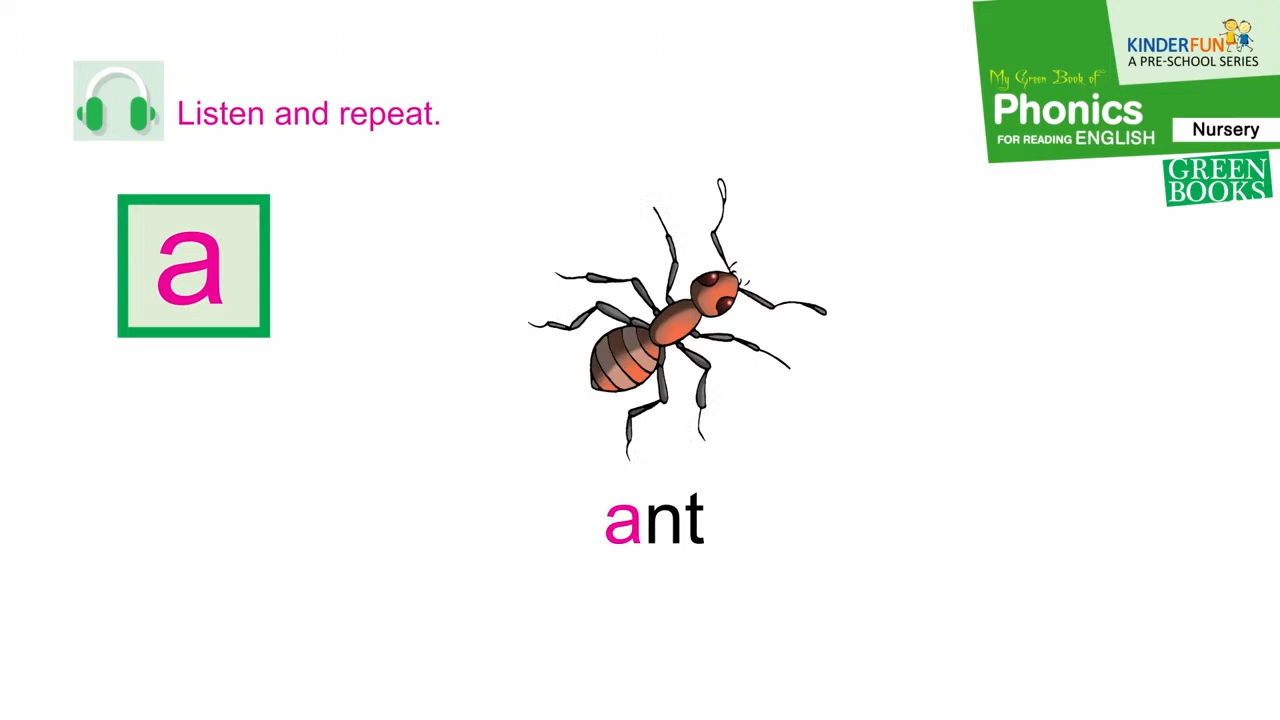 KINDERFUN
A PRE-SCHOOL SERIES
My Green Book of
Phonics
FOR READING ENGLISH
Nursery
GREEN
BOOKS
Listen and repeat.
a
ant